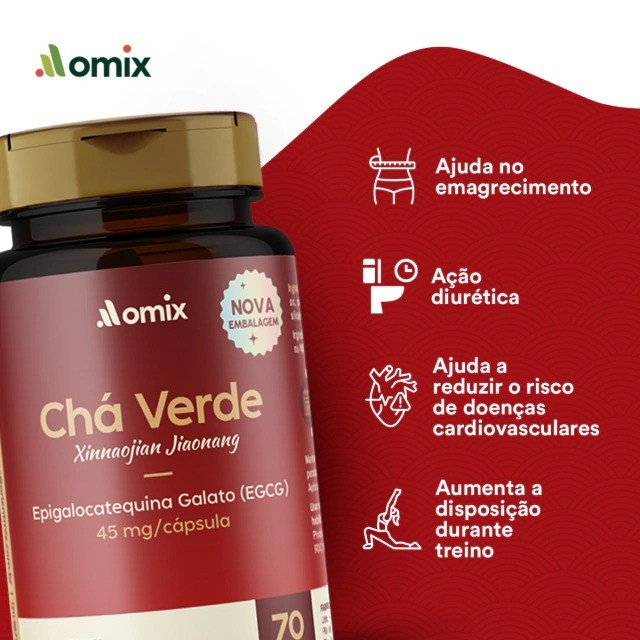 omix
Ajuda no
emagrecimento
Ação
diurética
Ajuda a
reduzir o risco
de doenças
cardiovasculares
Aumenta a
disposição
durante
treino
omix
NOVA
EMBALAGEM
Chá Verde
Xinnaojian Jiaonang
Epigalocatequina Galato (EGCG)
45 mg/cápsula
70